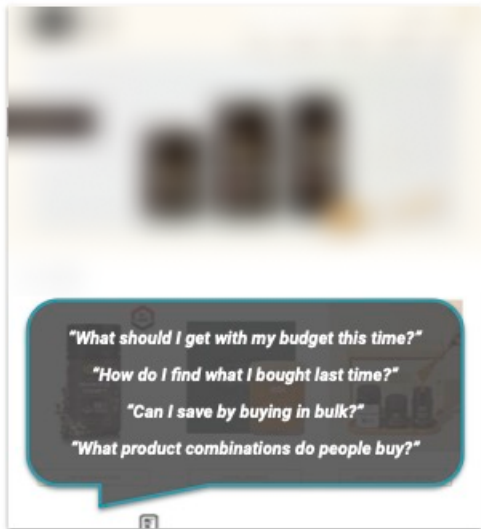 “What should I get with my budget this time?”
“How do I find what I bought last time?”
“Can I save by buying in bulk?”
“What product combinations do people buy?”